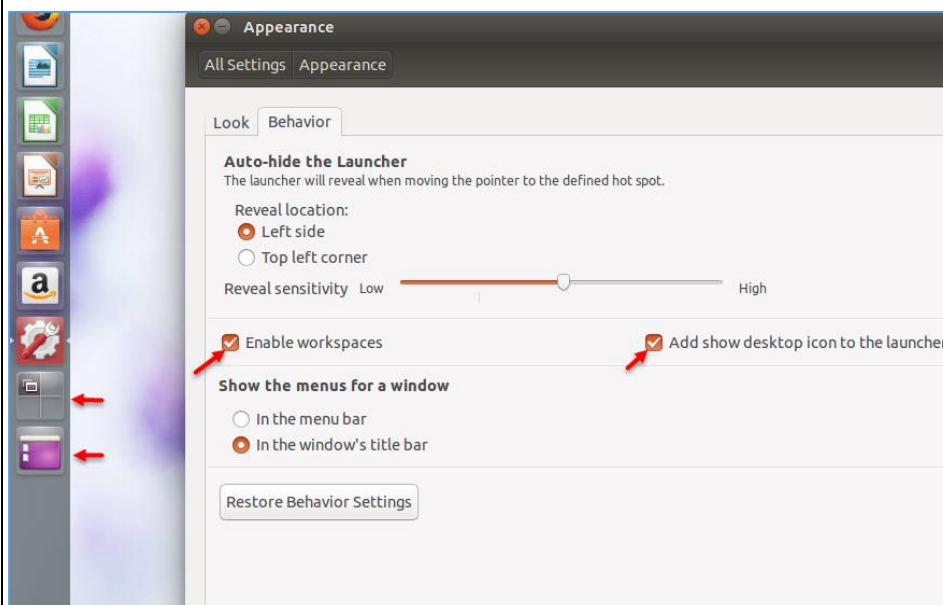 Appearance
All Settings Appearance
Look Behavior
Auto-hide the Launcher
The launcher will reveal when moving the pointer to the defined hot spot.
Reveal location:
Left side
Top left corner
Reveal sensitivity Low High
Enable workspaces Add show desktop icon to the launcher
Show the menus for a window
In the menu bar
In the window's title bar
Restore Behavior Settings
a